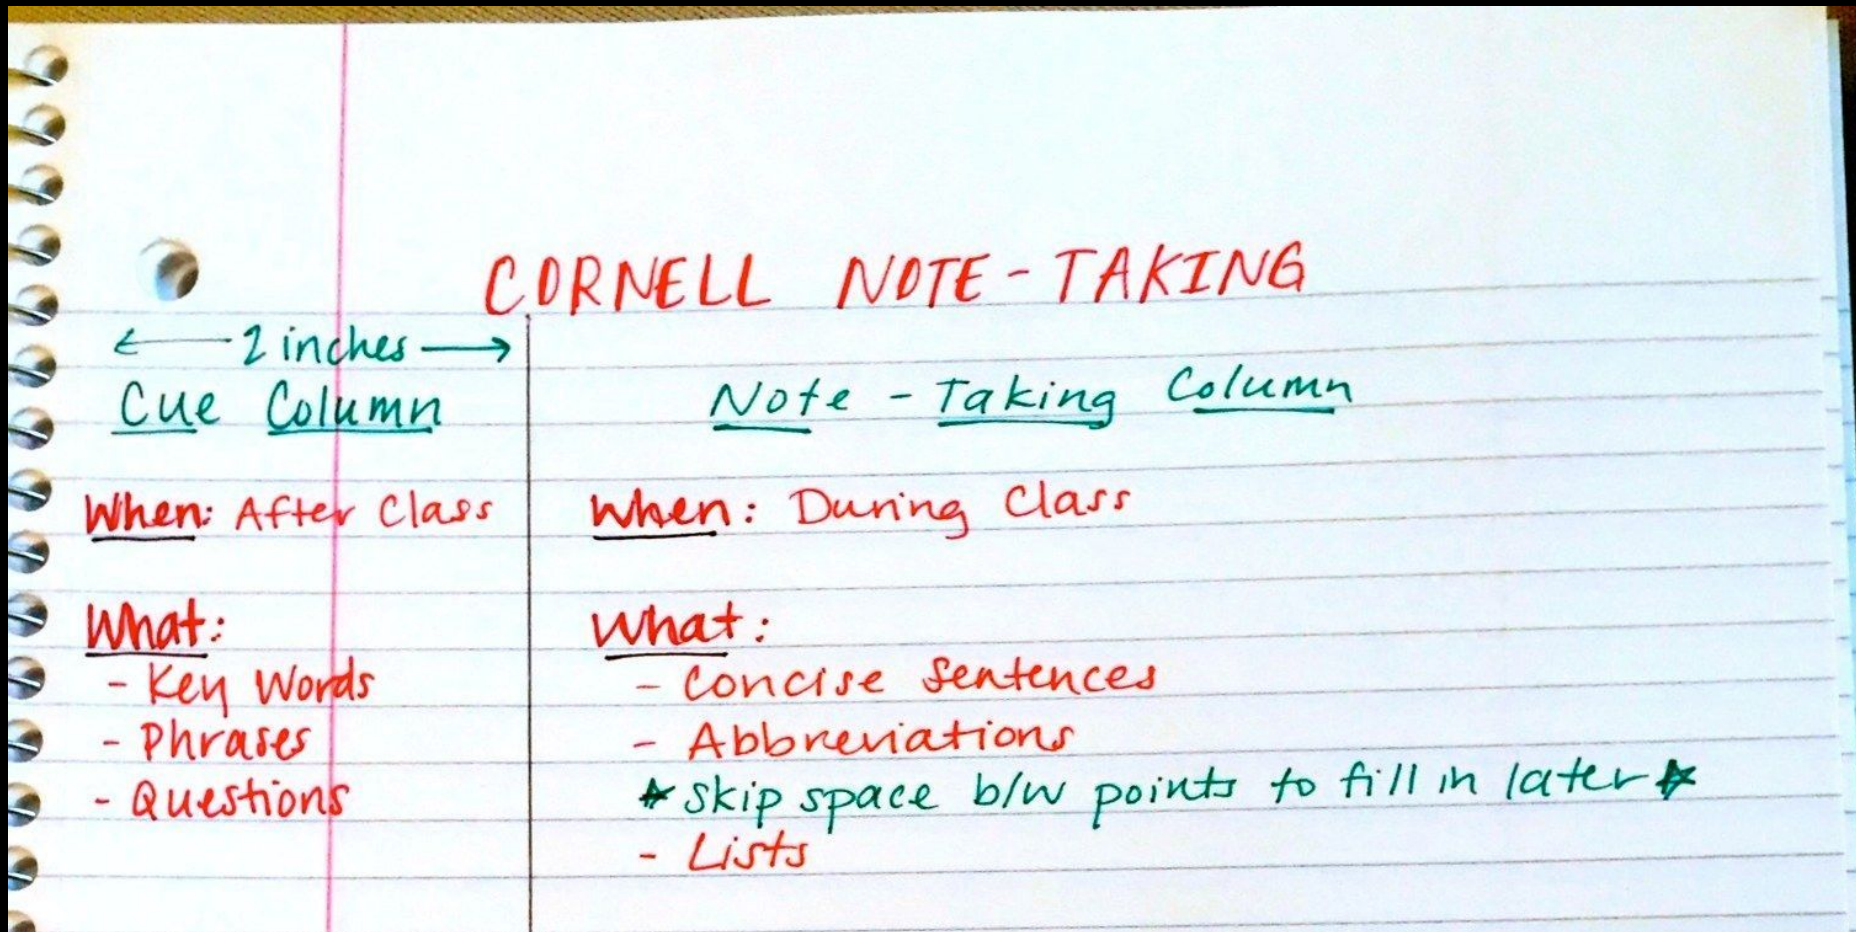 CORNELL NOTE-TAKING
← 2 inches →
Cue Column
When: After Class
What:
- Key Words
- Phrases
- Questions
Note - Taking Column
When: During Class
What:
- Concise Sentences
- Abbreviations
★ skip space b/w points to fill in later ★
- Lists